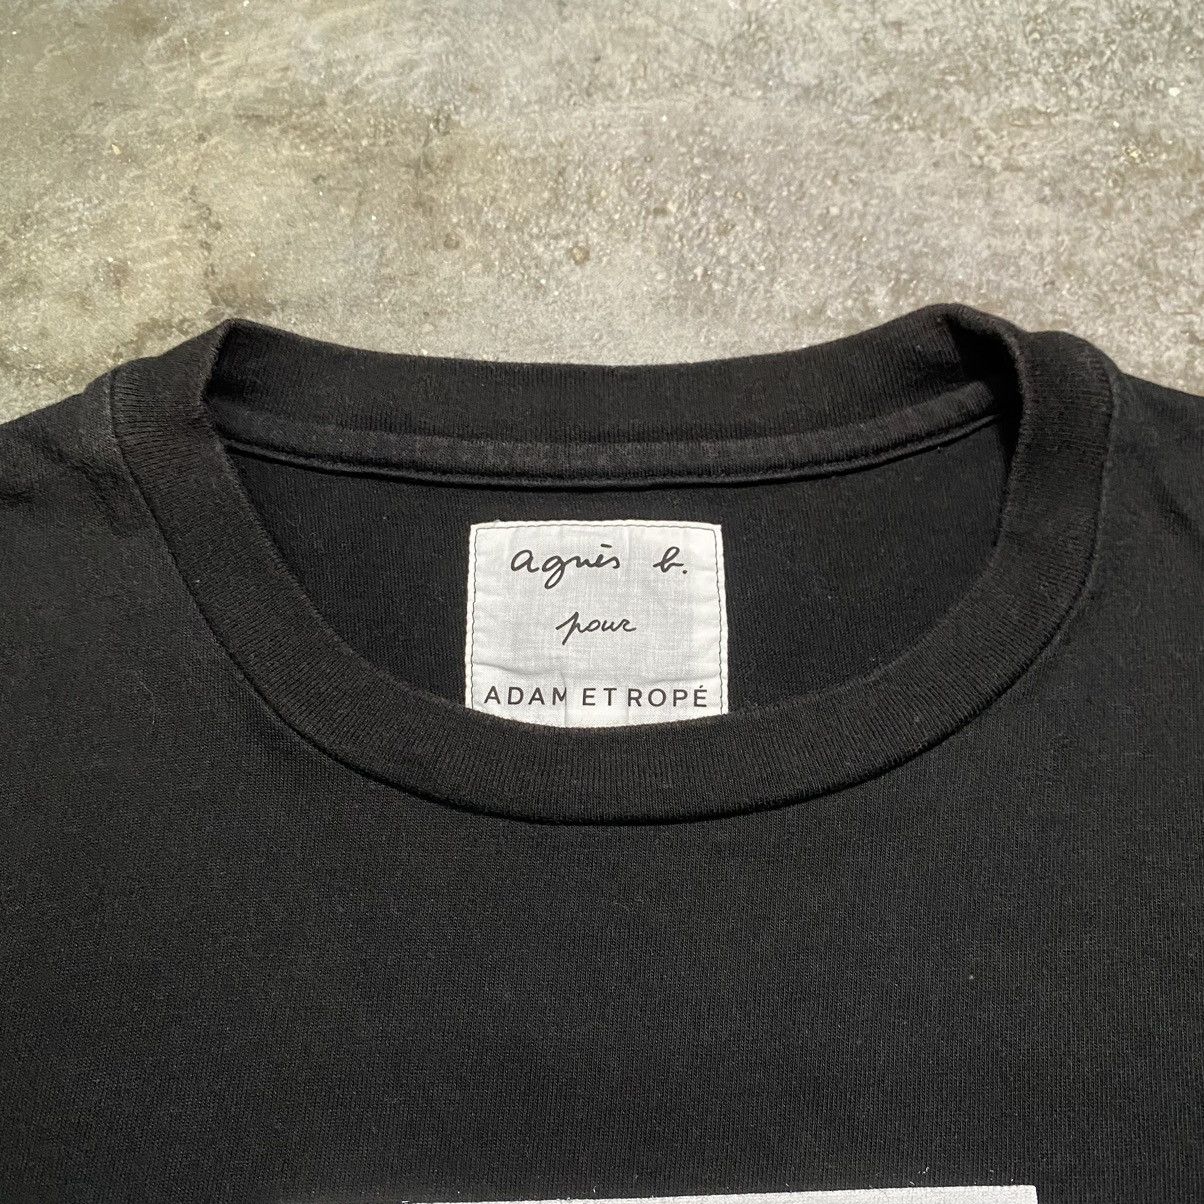 agnès b.
pour
ADAM ET ROPÉ